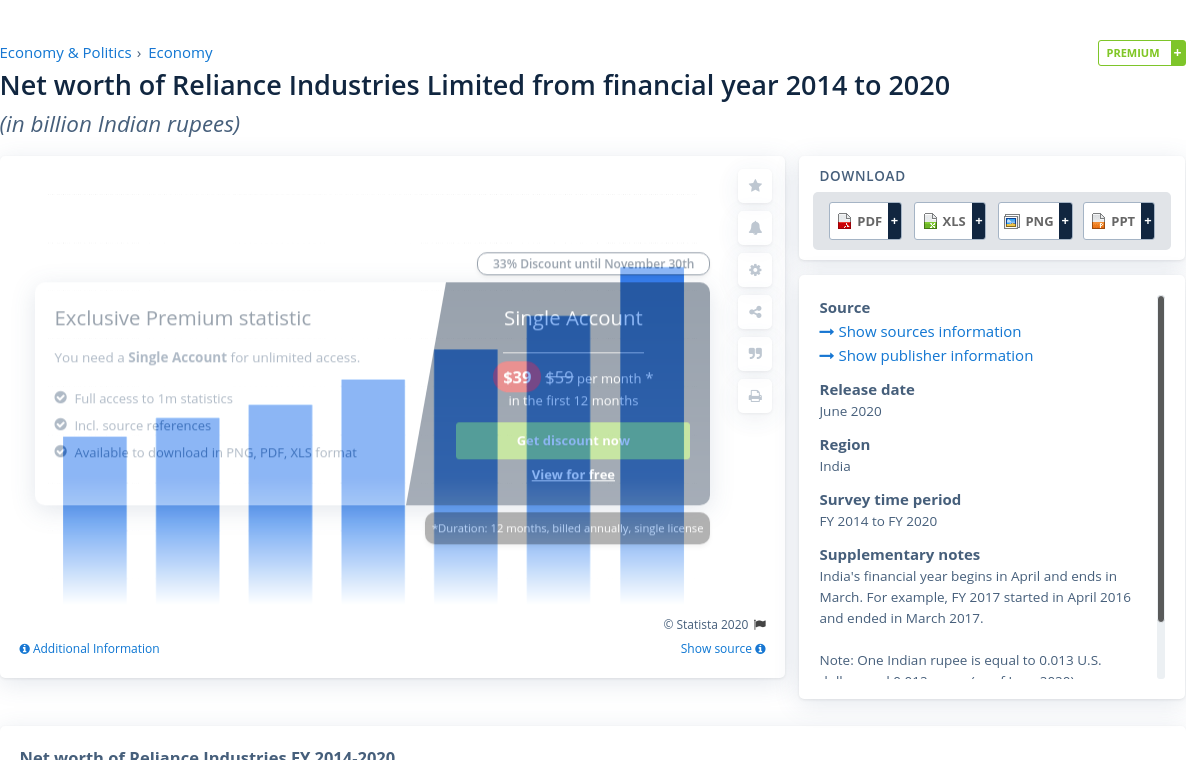 Economy & Politics › Economy
PREMIUM +
Net worth of Reliance Industries Limited from financial year 2014 to 2020
(in billion Indian rupees)
33% Discount until November 30th
Exclusive Premium statistic
You need a Single Account for unlimited access.
Full access to 1m statistics
Incl. source references
Available to download in PNG, PDF, XLS format
Single Account
$39 $59 per month *
in the first 12 months
Get discount now
View for free
*Duration: 12 months, billed annually, single license
© Statista 2020
Additional Information
Show source
DOWNLOAD
PDF + XLS + PNG + PPT +
Source
Show sources information
Show publisher information
Release date
June 2020
Region
India
Survey time period
FY 2014 to FY 2020
Supplementary notes
India's financial year begins in April and ends in
March. For example, FY 2017 started in April 2016
and ended in March 2017.
Note: One Indian rupee is equal to 0.013 U.S.
Net worth of Reliance Industries FY 2014-2020